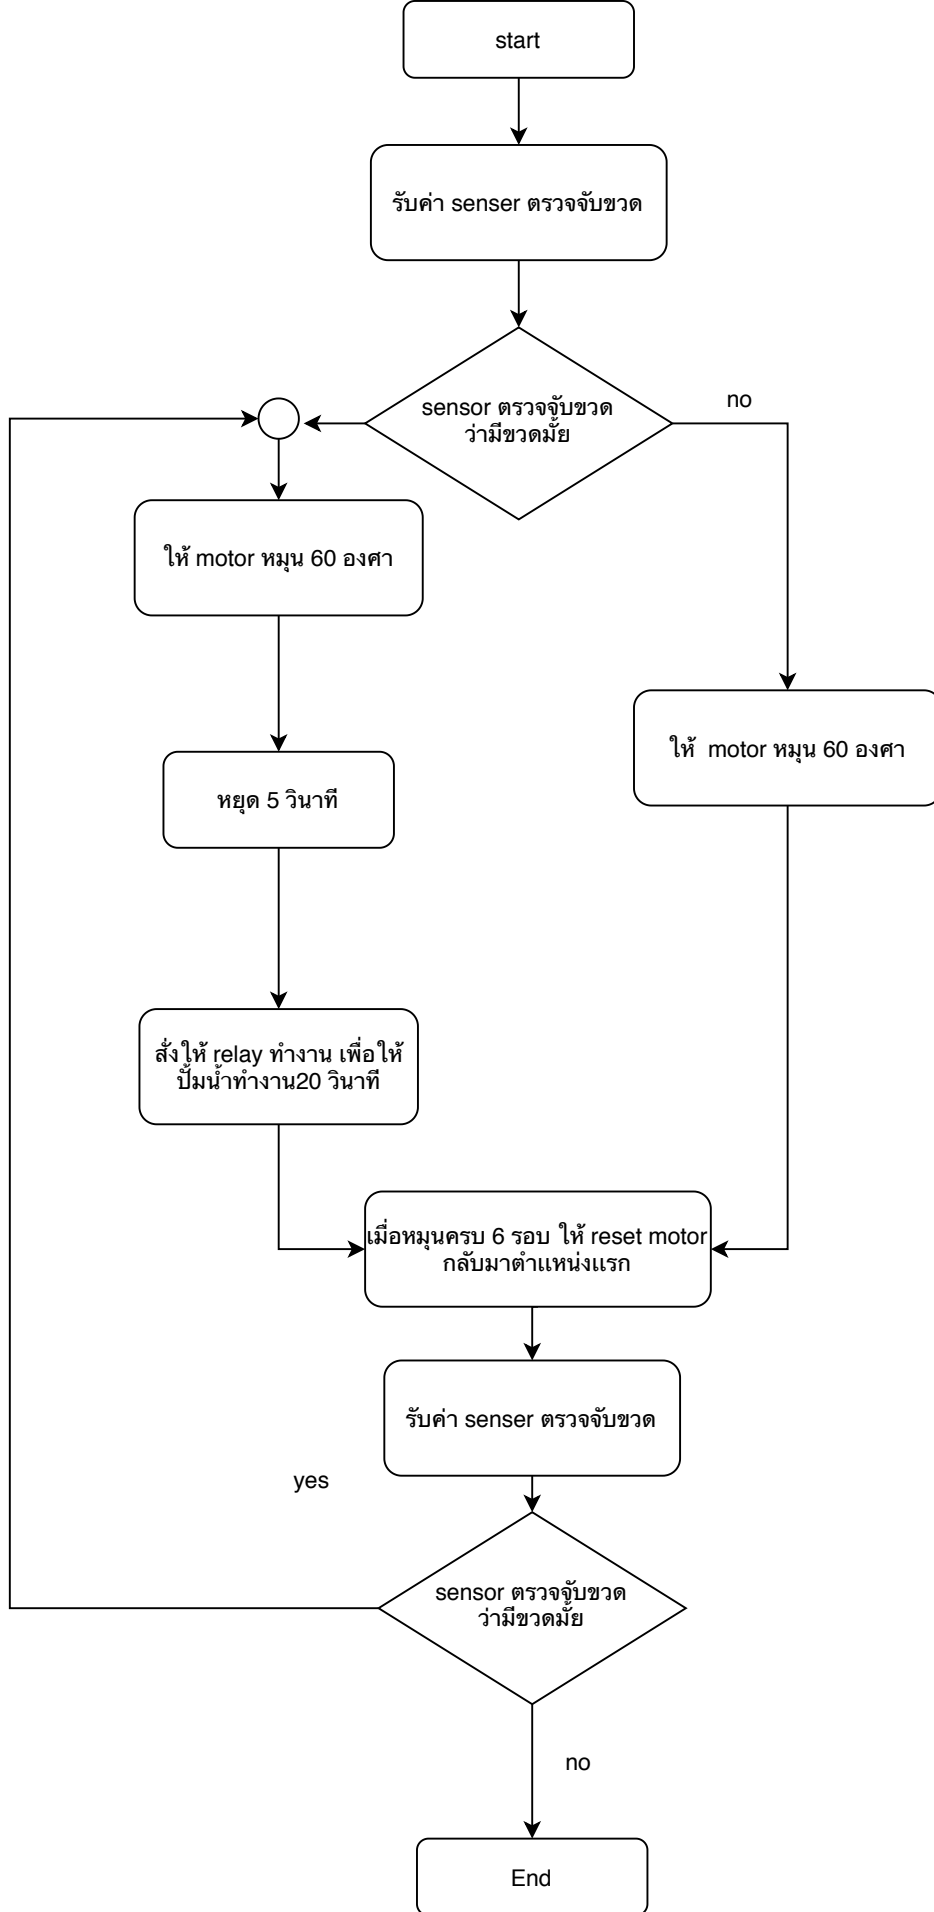 start
รับค่า senser ตรวจจับขวด
sensor ตรวจจับขวด
ว่ามีขวดมั้ย
no
ให้ motor หมุน 60 องศา
ให้ motor หมุน 60 องศา
หยุด 5 วินาที
สั่งให้ relay ทำงาน เพื่อให้
ปั้มน้ำทำงาน20 วินาที
เมื่อหมุนครบ 6 รอบ ให้ reset motor
กลับมาตำแหน่งแรก
รับค่า senser ตรวจจับขวด
yes
sensor ตรวจจับขวด
ว่ามีขวดมั้ย
no
End